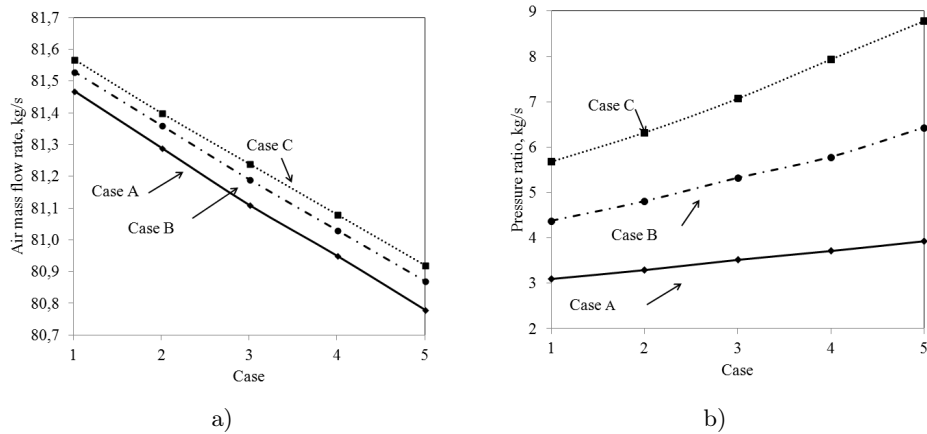 81,7
81,6
81,5
81,4
81,3
81,2
81,1
81,0
80,9
80,8
80,7
Air mass flow rate, kg/s
Case C
Case A
Case B
1 2 3 4 5
Case
a)
9
8
7
6
5
4
3
2
Pressure ratio, kg/s
Case C
Case B
Case A
1 2 3 4 5
Case
b)